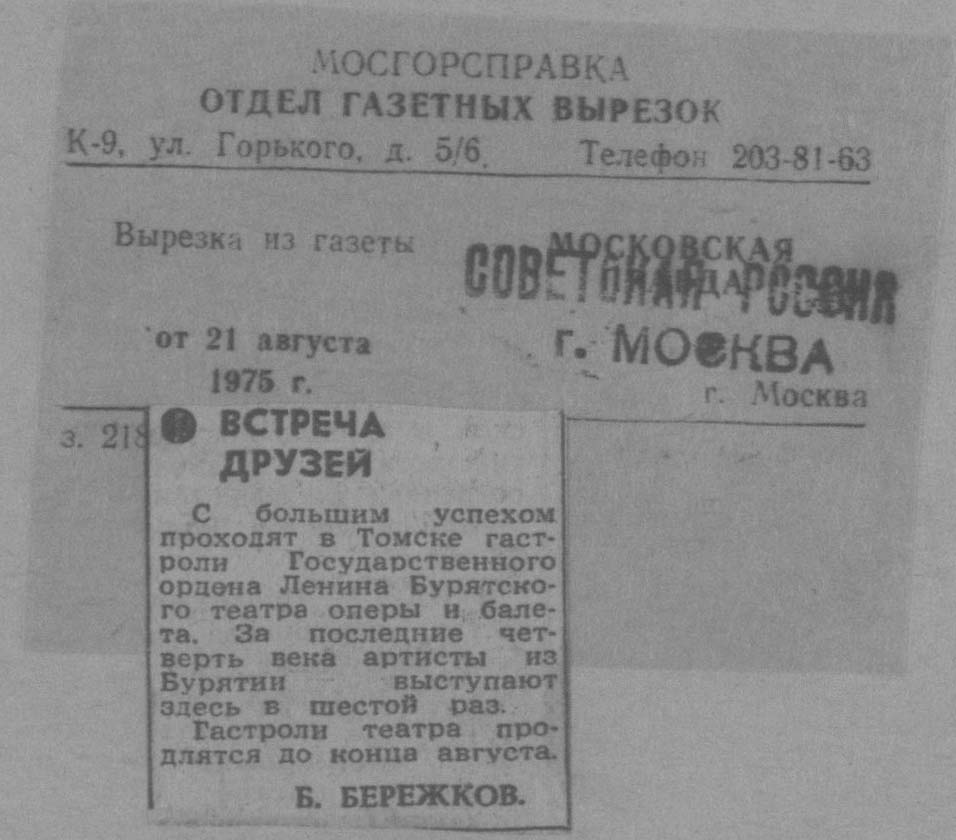 МОСГОРСПРАВКА
ОТДЕЛ ГАЗЕТНЫХ ВЫРЕЗОК
К-9, ул. Горького, д. 5/6. Телефон 203-81-63
Вырезка из газеты МОСКОВСКАЯ
СОВЕТСКАЯ РОССИЯ
от 21 августа г. МОСКВА
1975 г. г. Москва
з. 218
ВСТРЕЧА
ДРУЗЕЙ
С большим успехом
проходят в Томске гаст-
роли Государственного
ордена Ленина Бурятско-
го театра оперы и бале-
та. За последние чет-
верть века артисты из
Бурятии выступают
здесь в шестой раз.
Гастроли театра про-
длятся до конца августа.
Б. БЕРЕЖКОВ.